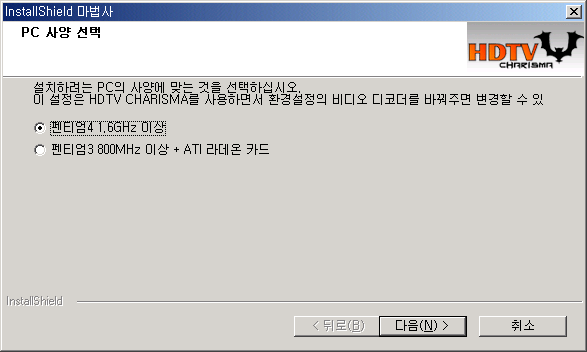 InstallShield 마법사
PC 사양 선택
HDTV
CHARISMA
설치하려는 PC의 사양에 맞는 것을 선택하십시오.
이 설정은 HDTV CHARISMA를 사용하면서 환경설정의 비디오 디코더를 바꿔주면 변경할 수 있
펜티엄4 1.6GHz 이상
펜티엄3 800MHz 이상 + ATI 라데온 카드
InstallShield
< 뒤로(B)
다음(N) >
취소